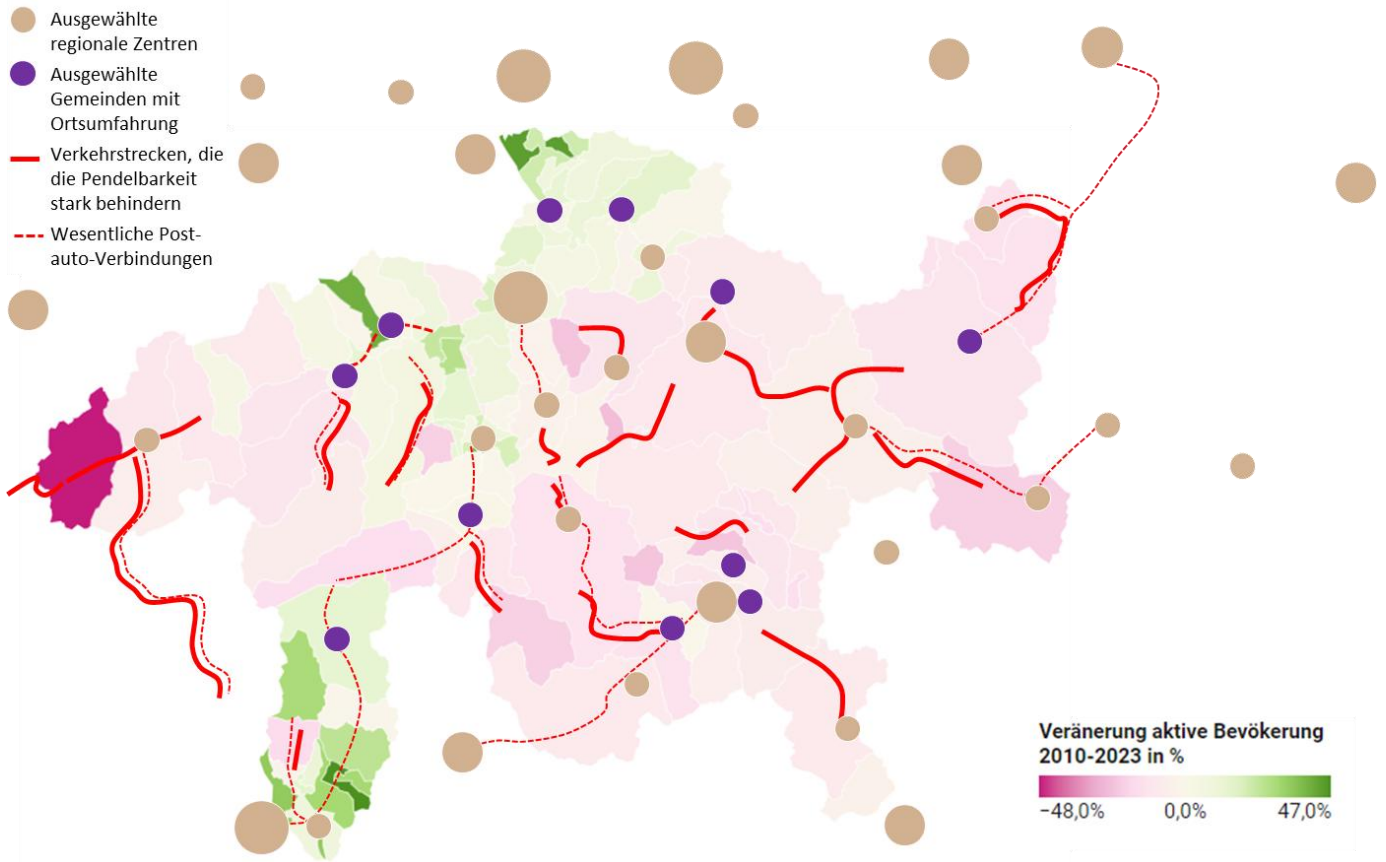 Ausgewählte
regionale Zentren
Ausgewählte
Gemeinden mit
Ortsumfahrung
Verkehrstrecken, die
die Pendelbarkeit
stark behindern
Wesentliche Post-
auto-Verbindungen
Veränerung aktive Bevökerung
2010-2023 in %
−48,0% 0,0% 47,0%